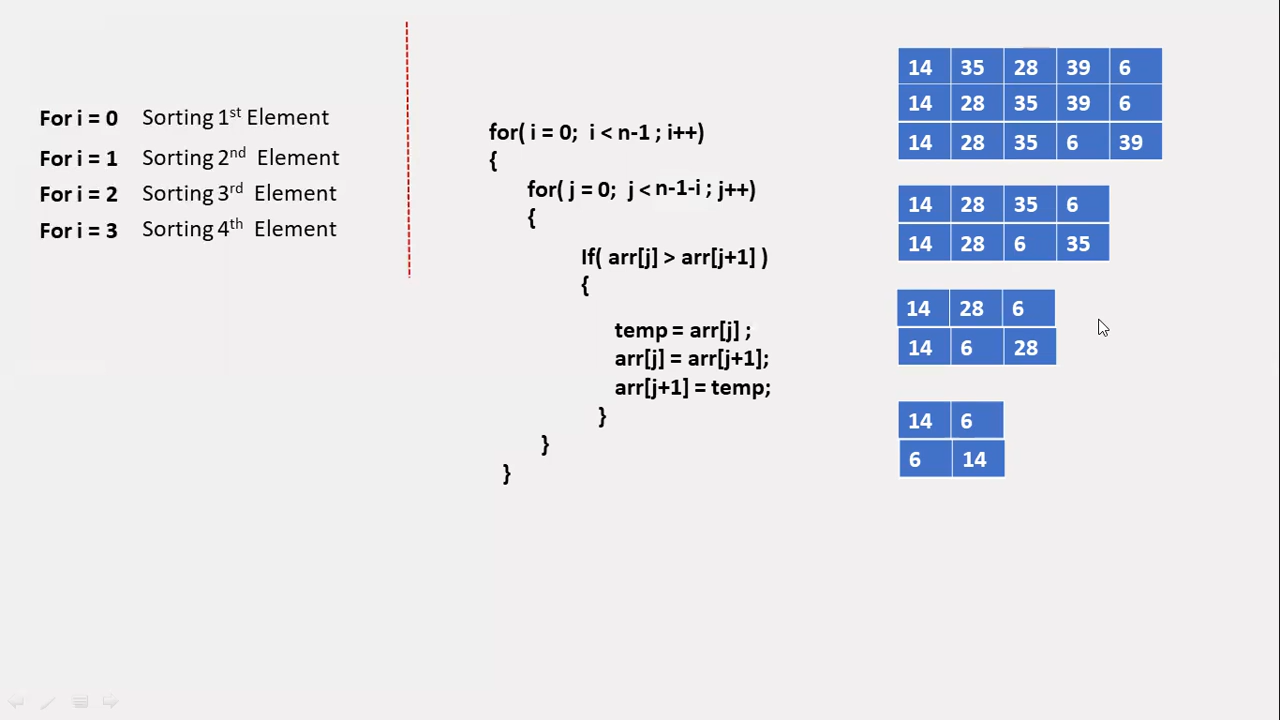 For i = 0 Sorting 1st Element
For i = 1 Sorting 2nd Element
For i = 2 Sorting 3rd Element
For i = 3 Sorting 4th Element
for( i = 0; i < n-1 ; i++)
{
for( j = 0; j < n-1-i ; j++)
{
If( arr[j] > arr[j+1] )
{
temp = arr[j] ;
arr[j] = arr[j+1];
arr[j+1] = temp;
}
}
}
14 35 28 39 6
14 28 35 39 6
14 28 35 6 39
14 28 35 6
14 28 6 35
14 28 6
14 6 28
14 6
6 14